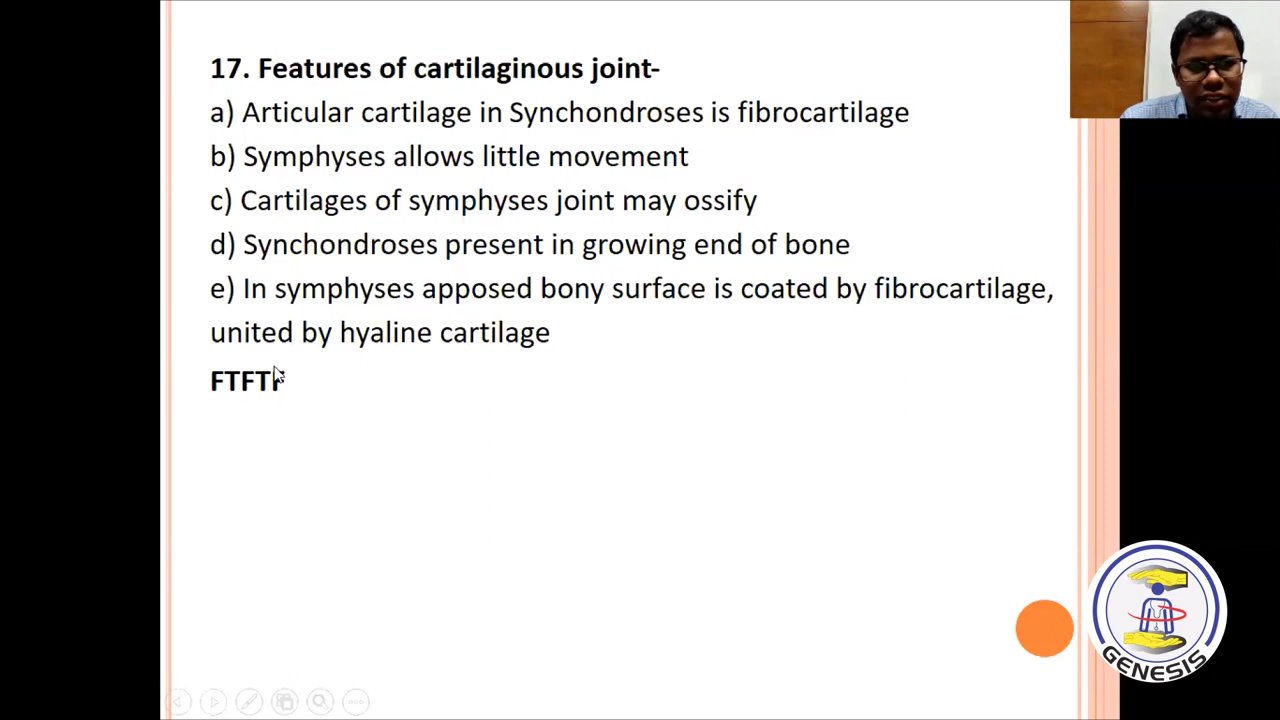 17. Features of cartilaginous joint-
a) Articular cartilage in Synchondroses is fibrocartilage
b) Symphyses allows little movement
c) Cartilages of symphyses joint may ossify
d) Synchondroses present in growing end of bone
e) In symphyses apposed bony surface is coated by fibrocartilage,
united by hyaline cartilage
FTFTF
GENESIS